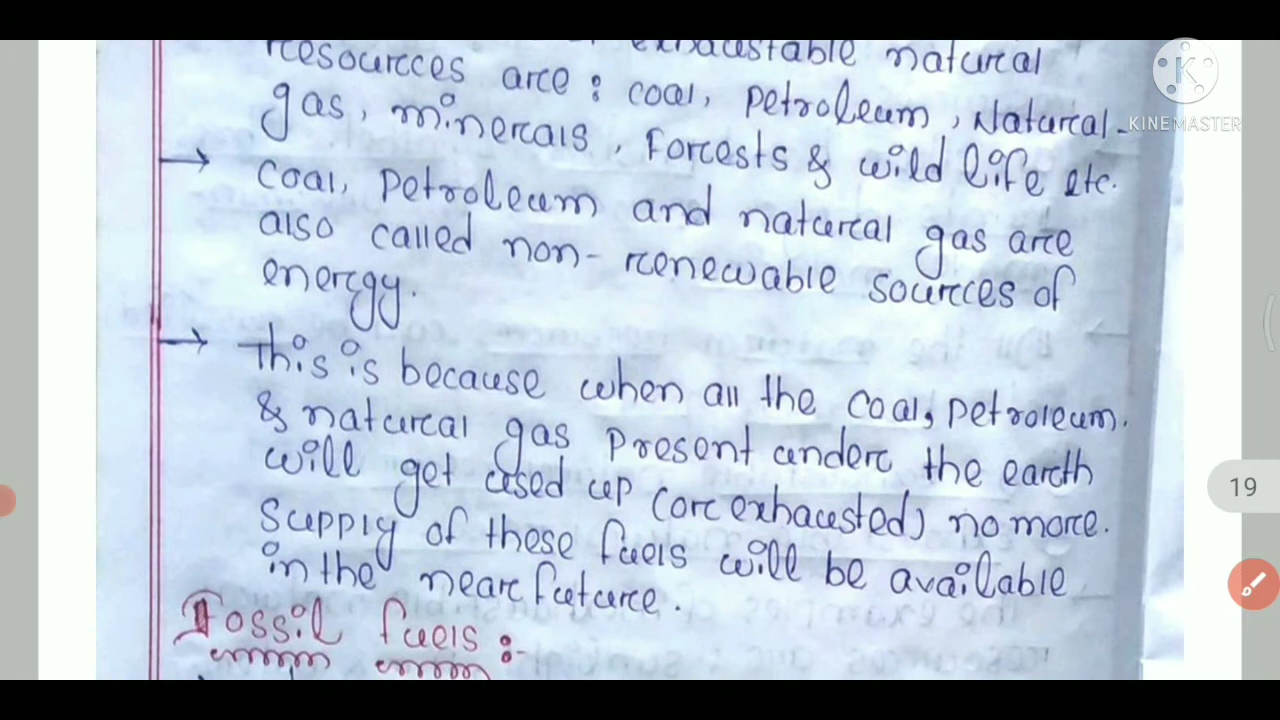 exhaustable natural
resources are : coal, petroleum, Natural
gas, minerals, Forests & wild life etc.
→ Coal, petroleum and natural gas are
also called non-renewable sources of
energy.
→ This is because when all the coal, petroleum.
& natural gas present under the earth
will get used up (or exhausted) no more.
supply of these fuels will be available
in the near future.
Fossil fuels :-
K
KINEMASTER
19